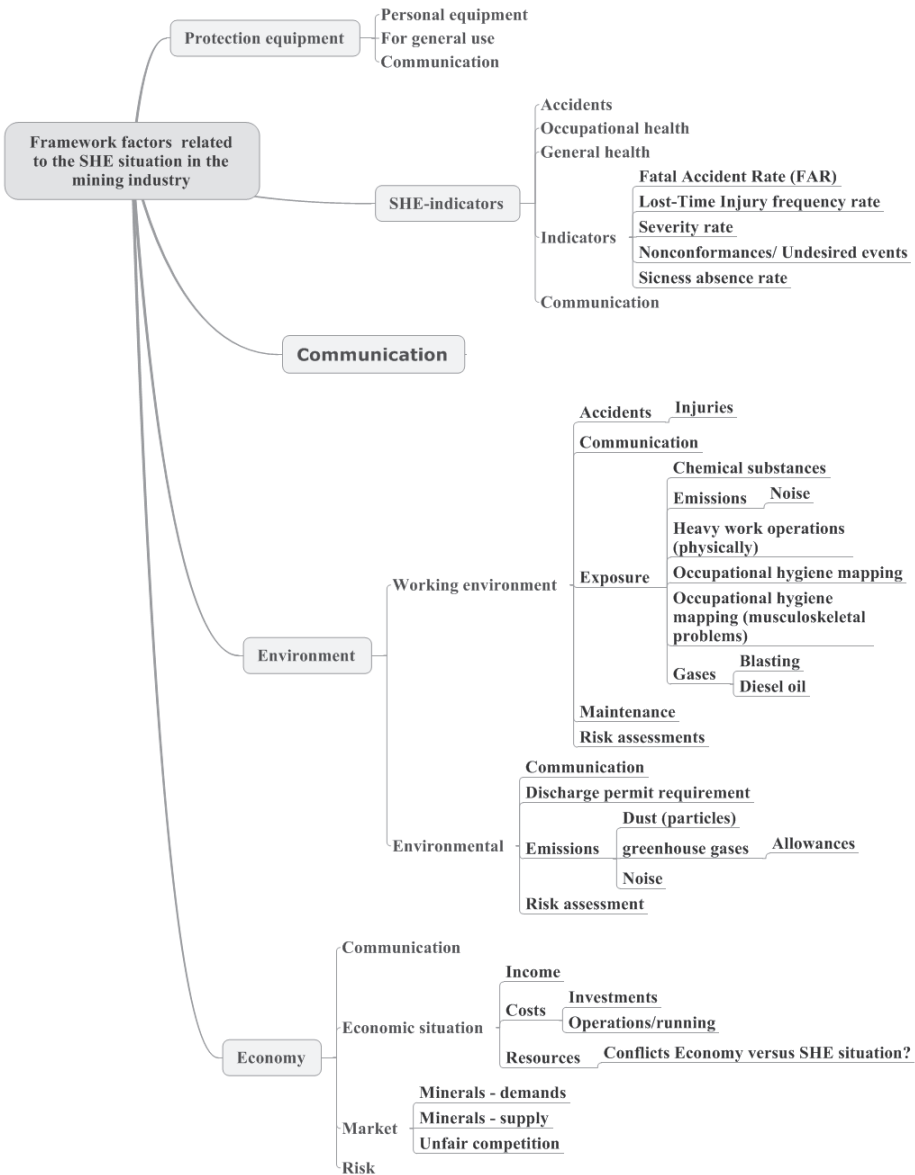 Personal equipment
Protection equipment
For general use
Communication
Framework factors related
to the SHE situation in the
mining industry
Accidents
Occupational health
General health
SHE-indicators
Fatal Accident Rate (FAR)
Lost-Time Injury frequency rate
Indicators
Severity rate
Nonconformances/ Undesired events
Sicness absence rate
Communication
Communication
Environment
Working environment
Accidents
Injuries
Communication
Exposure
Chemical substances
Emissions
Noise
Heavy work operations
(physically)
Occupational hygiene mapping
Occupational hygiene
mapping (musculoskeletal
problems)
Gases
Blasting
Diesel oil
Maintenance
Risk assessments
Environmental
Communication
Discharge permit requirement
Emissions
Dust (particles)
greenhouse gases
Allowances
Noise
Risk assessment
Economy
Communication
Economic situation
Income
Costs
Investments
Operations/running
Resources
Conflicts Economy versus SHE situation?
Market
Minerals - demands
Minerals - supply
Unfair competition
Risk